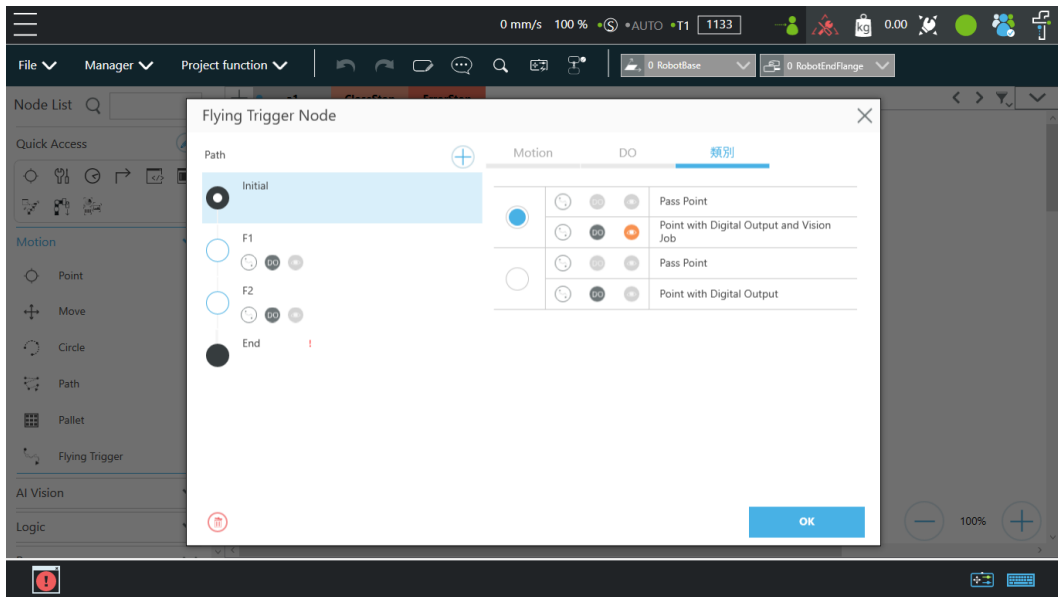 0 mm/s 100 % S AUTO T1 1133 kg 0.00
File Manager Project function 0 RobotBase 0 RobotEndFlange
Node List
Quick Access
Motion
Point
Move
Circle
Path
Pallet
Flying Trigger
AI Vision
Logic
Flying Trigger Node
Path
Initial
F1
DO
F2
DO
End !
Motion DO 類別
DO Pass Point
DO Point with Digital Output and Vision
Job
DO Pass Point
DO Point with Digital Output
OK
100%